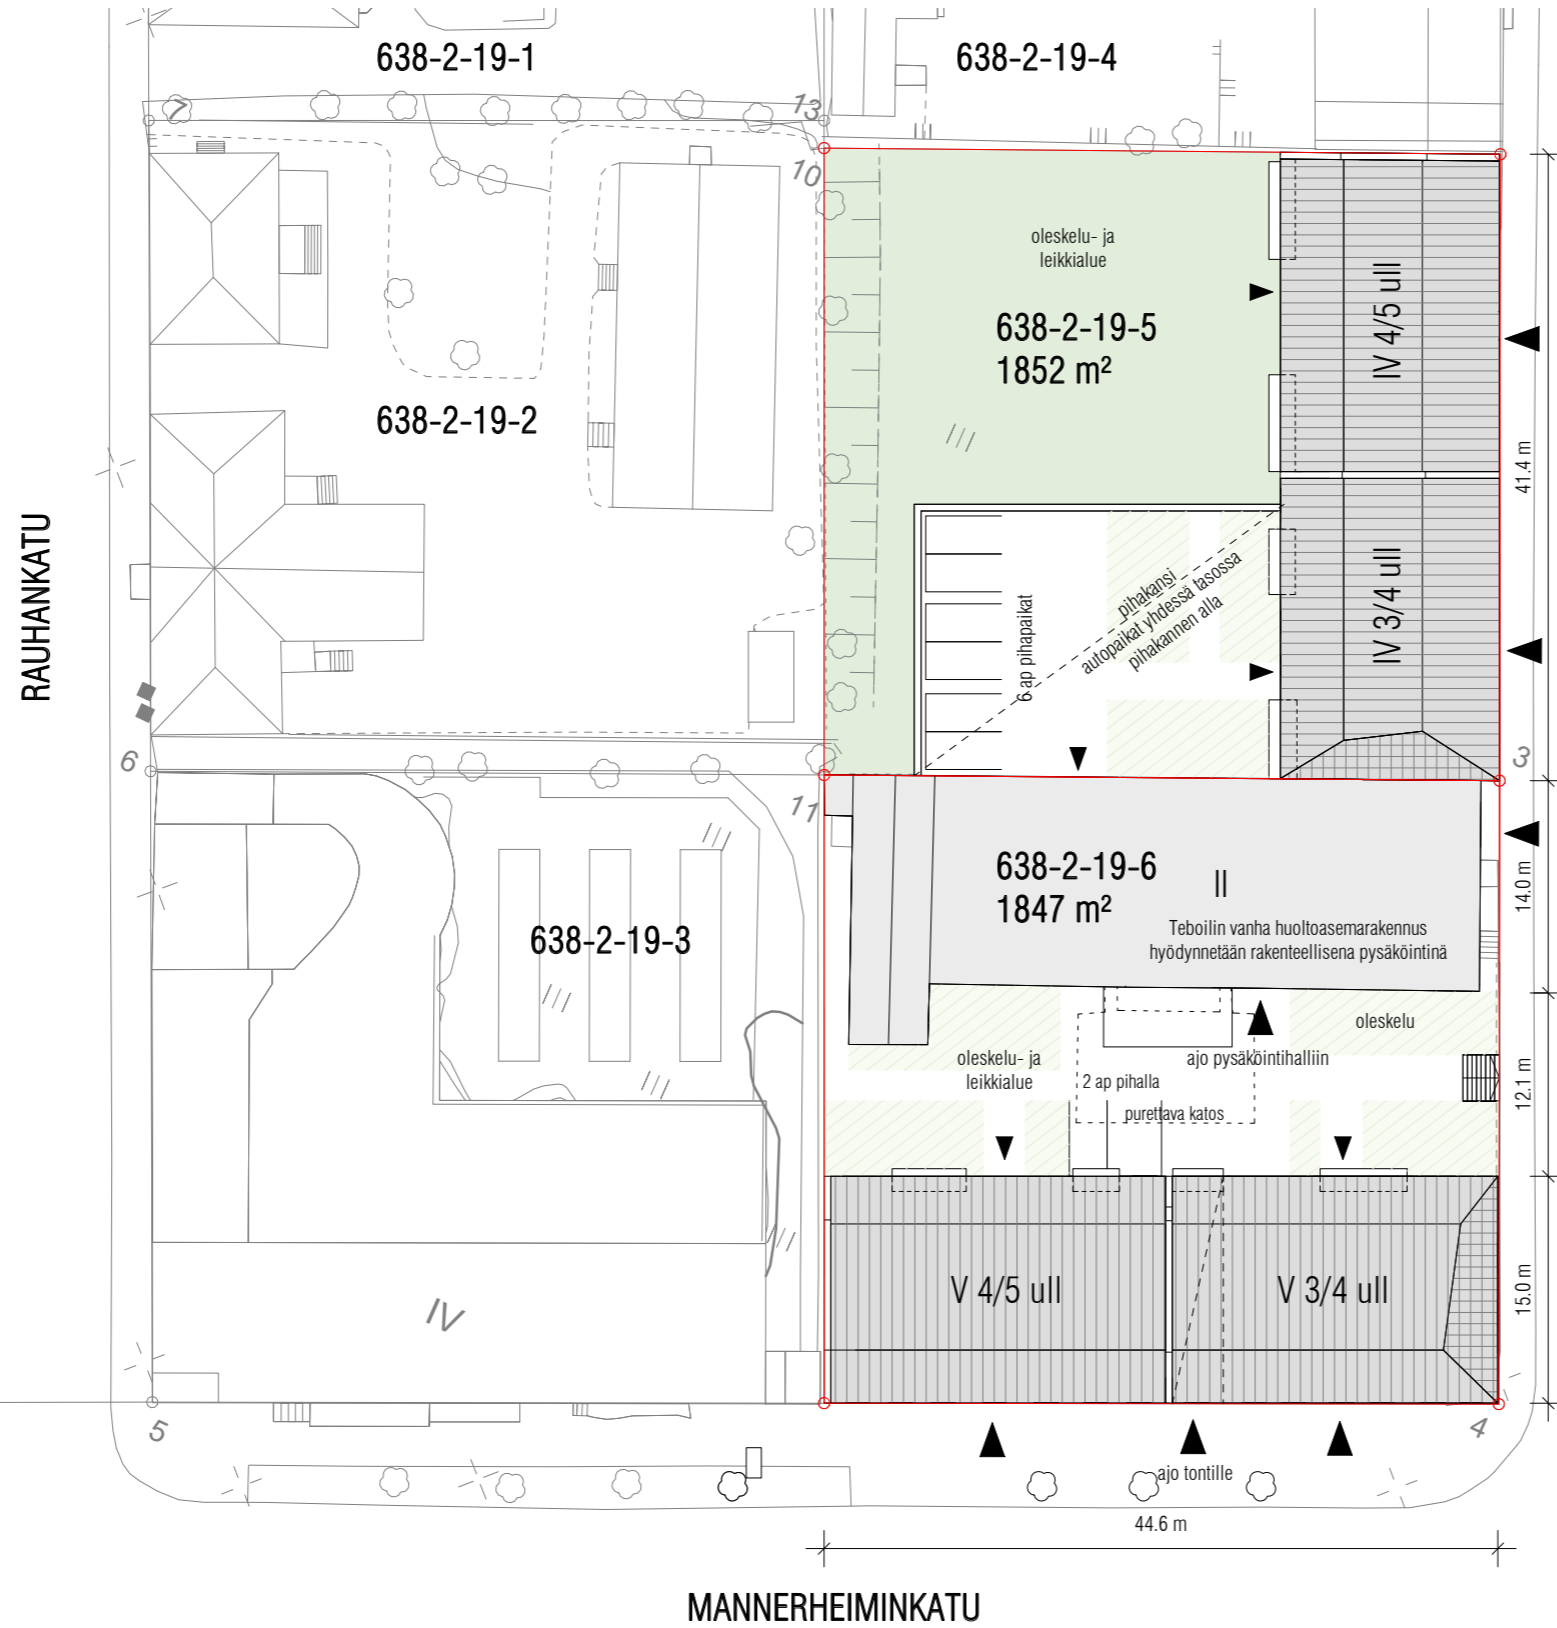 638-2-19-1
638-2-19-4
7
13
10
oleskelu- ja
leikkialue
638-2-19-5
1852 m²
IV 4/5 ull
638-2-19-2
41.4 m
RAUHANKATU
pihakansi
autopaikat yhdessä tasossa
pihakannen alla
6 ap pihapaikat
IV 3/4 ull
6
3
11
638-2-19-6
1847 m²
II
14.0 m
Teboilin vanha huoltoasemarakennus
hyödynnetään rakenteellisena pysäköintinä
638-2-19-3
oleskelu
oleskelu- ja
leikkialue
ajo pysäköintihalliin
2 ap pihalla
purettava katos
12.1 m
V 4/5 ull
V 3/4 ull
15.0 m
IV
5
4
ajo tontille
44.6 m
MANNERHEIMINKATU